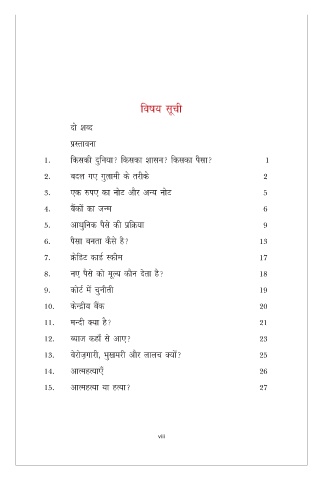 विषय सूची
दो शब्द
प्रस्तावना
1. किसकी दुनिया? किसका शासन? किसका पैसा? 1
2. बदल गए गुलामी के तरीके 2
3. एक रुपए का नोट और अन्य नोट 5
4. बैंकों का जन्म 6
5. आधुनिक पैसे की प्रक्रिया 9
6. पैसा बनता कैसे है? 13
7. क्रेडिट कार्ड स्कीम 17
8. नए पैसे को मूल्य कौन देता है? 18
9. कोर्ट में चुनौती 19
10. केन्द्रीय बैंक 20
11. मन्दी क्या है? 21
12. ब्याज कहाँ से आए? 23
13. बेरोज़गारी, भुखमरी और लालच क्यों? 25
14. आत्महत्याएँ 26
15. आत्महत्या या हत्या? 27
viii